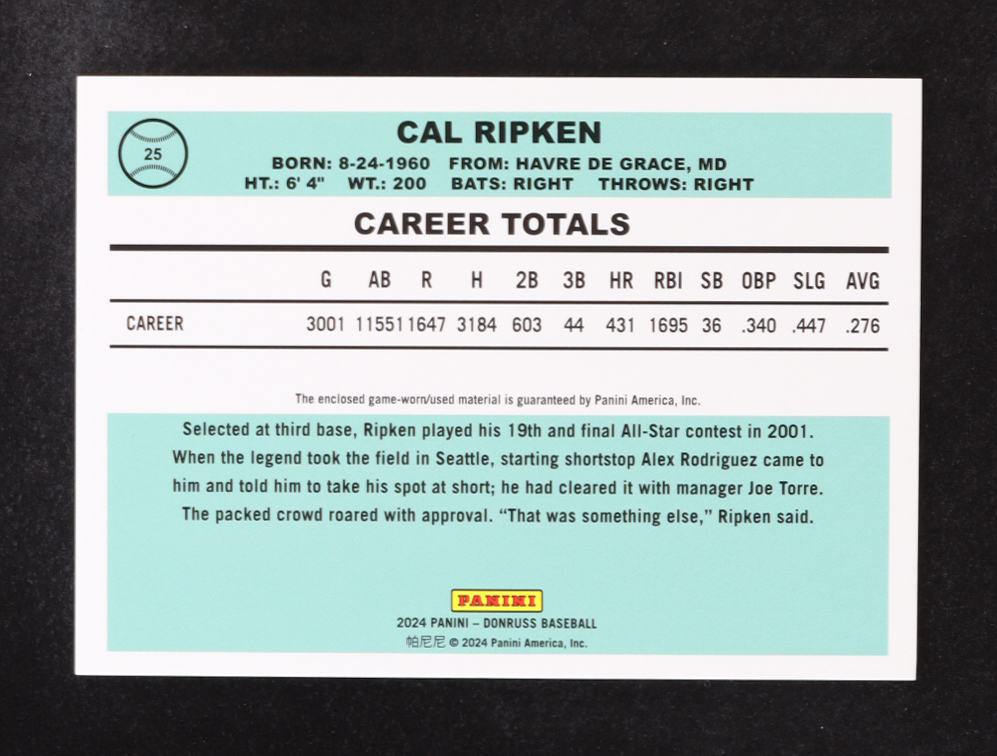 25
CAL RIPKEN
BORN: 8-24-1960 FROM: HAVRE DE GRACE, MD
HT.: 6' 4" WT.: 200 BATS: RIGHT THROWS: RIGHT
CAREER TOTALS
G AB R H 2B 3B HR RBI SB OBP SLG AVG
CAREER 3001 11551 1647 3184 603 44 431 1695 36 .340 .447 .276
The enclosed game-worn/used material is guaranteed by Panini America, Inc.
Selected at third base, Ripken played his 19th and final All-Star contest in 2001.
When the legend took the field in Seattle, starting shortstop Alex Rodriguez came to
him and told him to take his spot at short; he had cleared it with manager Joe Torre.
The packed crowd roared with approval. “That was something else,” Ripken said.
PANINI
2024 PANINI – DONRUSS BASEBALL
帕尼尼 © 2024 Panini America, Inc.